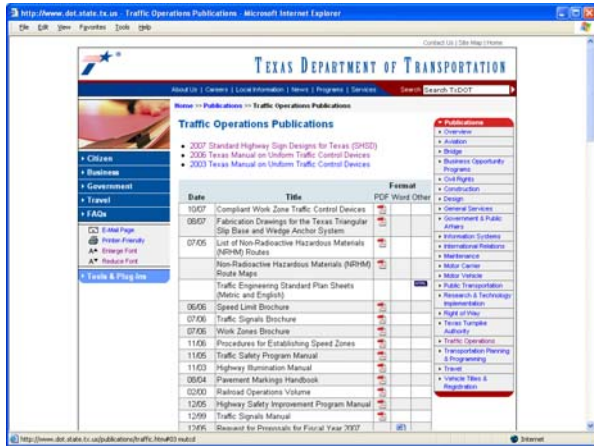 http://www.dot.state.tx.us - Traffic Operations Publications - Microsoft Internet Explorer
File Edit View Favorites Tools Help
Contact Us | Site Map | Home
TEXAS DEPARTMENT OF TRANSPORTATION
About Us | Careers | Local Information | News | Programs | Services Search Search TxDOT
Home >> Publications >> Traffic Operations Publications
Traffic Operations Publications
• 2007 Standard Highway Sign Designs for Texas (SHSD)
• 2006 Texas Manual on Uniform Traffic Control Devices
• 2003 Texas Manual on Uniform Traffic Control Devices
Citizen
Business
Government
Travel
FAQs
E-Mail Page
Printer-Friendly
A+ Enlarge Font
A- Reduce Font
Tools & Plug-ins
Format
Date Title PDF Word Other
10/07 Compliant Work Zone Traffic Control Devices
08/07 Fabrication Drawings for the Texas Triangular
Slip Base and Wedge Anchor System
07/05 List of Non-Radioactive Hazardous Materials
(NRHM) Routes
Non-Radioactive Hazardous Materials (NRHM)
Route Maps
Traffic Engineering Standard Plan Sheets
(Metric and English)
06/06 Speed Limit Brochure
07/06 Traffic Signals Brochure
07/06 Work Zones Brochure
11/06 Procedures for Establishing Speed Zones
11/05 Traffic Safety Program Manual
11/03 Highway Illumination Manual
08/04 Pavement Markings Handbook
02/00 Railroad Operations Volume
12/05 Highway Safety Improvement Program Manual
12/99 Traffic Signals Manual
12/05 Request for Proposals for Fiscal Year 2007
Publications
Overview
Aviation
Bridge
Business Opportunity
Programs
Civil Rights
Construction
Design
General Services
Government & Public
Affairs
Information Systems
International Relations
Maintenance
Motor Carrier
Motor Vehicle
Public Transportation
Research & Technology
Implementation
Right of Way
Texas Turnpike
Authority
Traffic Operations
Transportation Planning
& Programming
Travel
Vehicle Titles &
Registration
http://www.dot.state.tx.us/publications/traffic.htm#03 mutcd
Internet